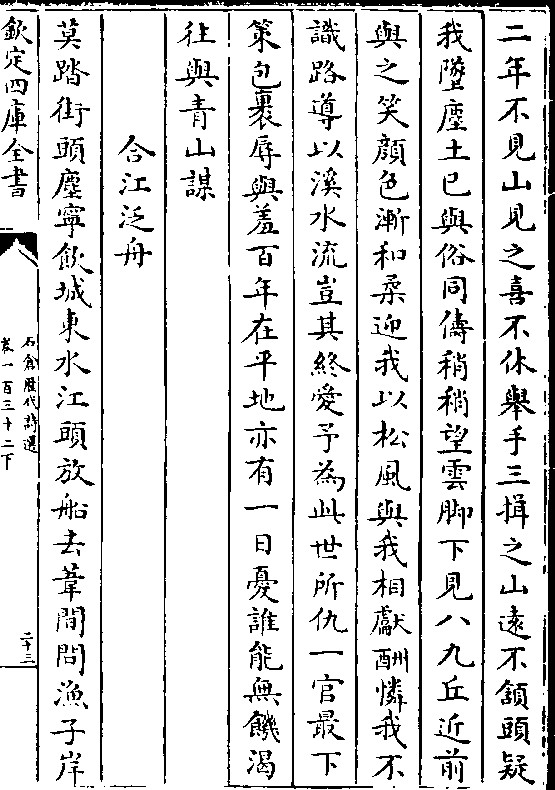 二年不見山見之喜不休舉手三揖之山遠不頷頭疑
我墮塵土已與俗同儔稍稍望雲脚下見八九丘近前
與之笑顔色漸和柔迎我以松風與我相獻酬憐我不
識路導以溪水流豈其終愛予為此世所仇一官最下
策包裹辱與羞百年在平地亦有一日憂誰能無饑渴
往與青山謀
合江泛舟
莫踏街頭塵寧飲城東水江頭放船去葦間問漁子岸
欽定四庫全書
石倉歷代詩選
卷一百三十二下
二十三